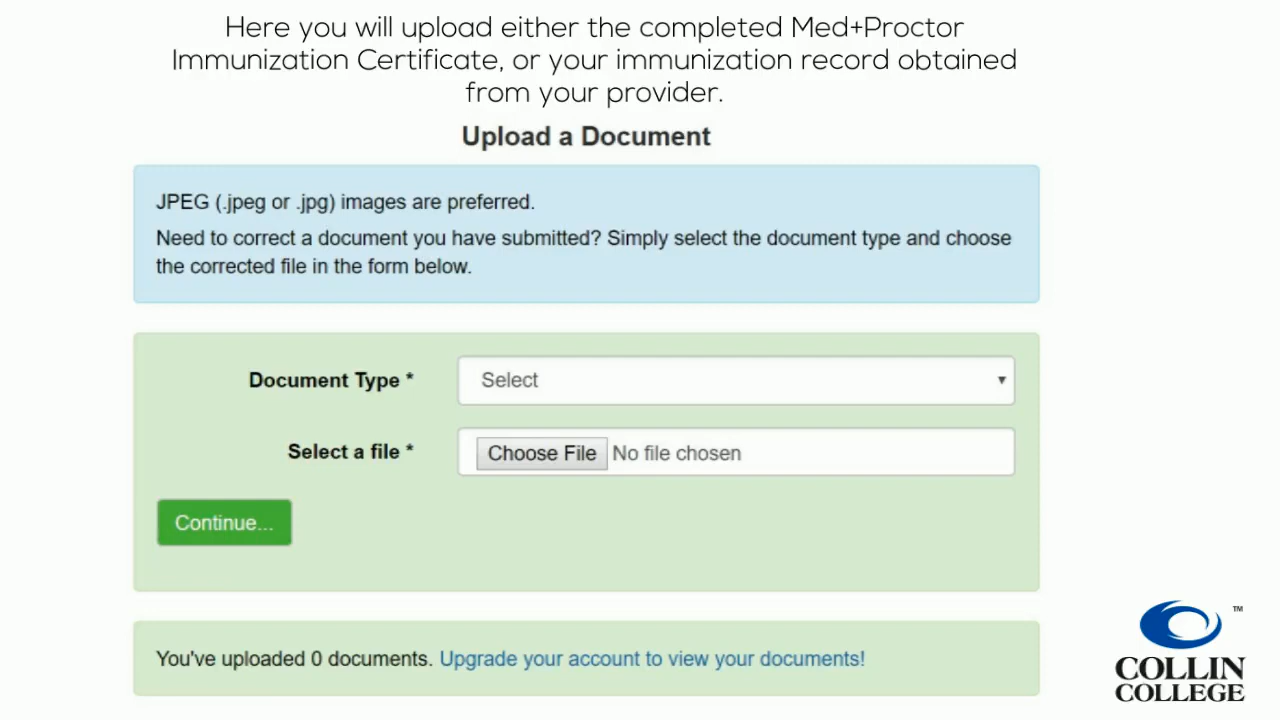 Here you will upload either the completed Med+Proctor
Immunization Certificate, or your immunization record obtained
from your provider.
Upload a Document
JPEG (.jpeg or .jpg) images are preferred.
Need to correct a document you have submitted? Simply select the document type and choose
the corrected file in the form below.
Document Type *
Select
Select a file *
Choose File No file chosen
Continue...
You've uploaded 0 documents. Upgrade your account to view your documents!
TM
COLLIN
COLLEGE